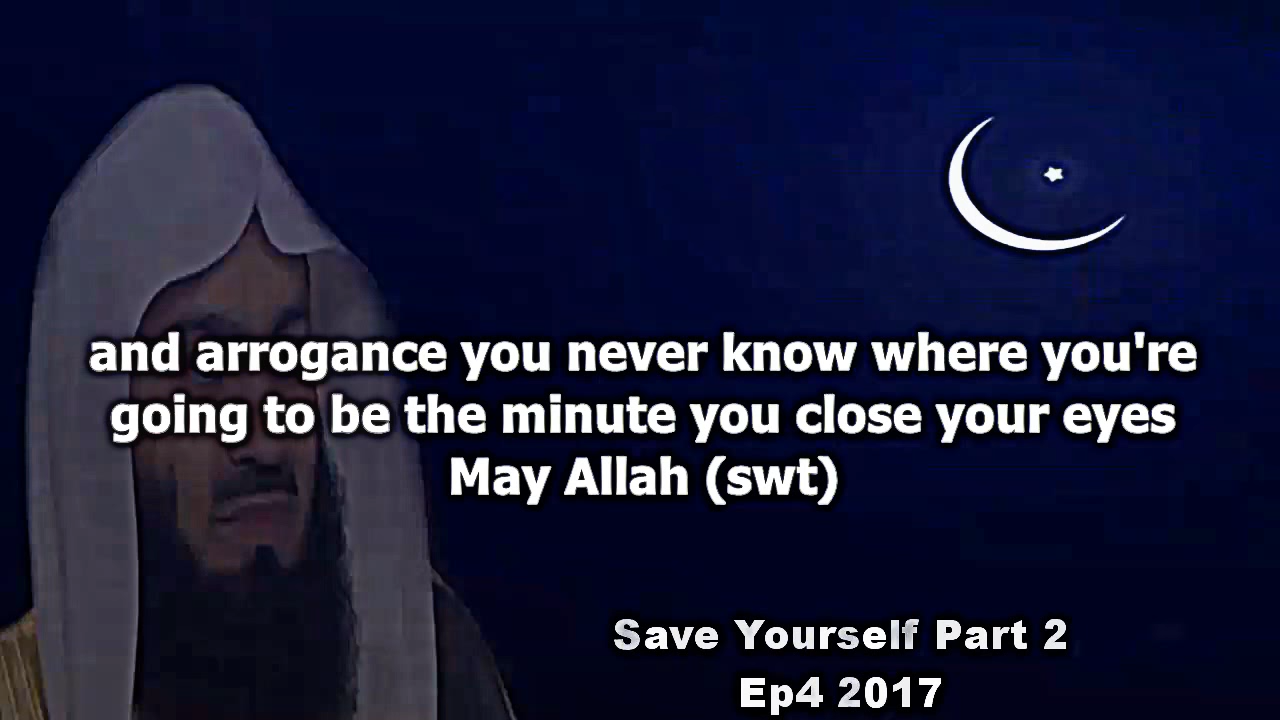 and arrogance you never know where you're
going to be the minute you close your eyes
May Allah (swt)
Save Yourself Part 2
Ep4 2017